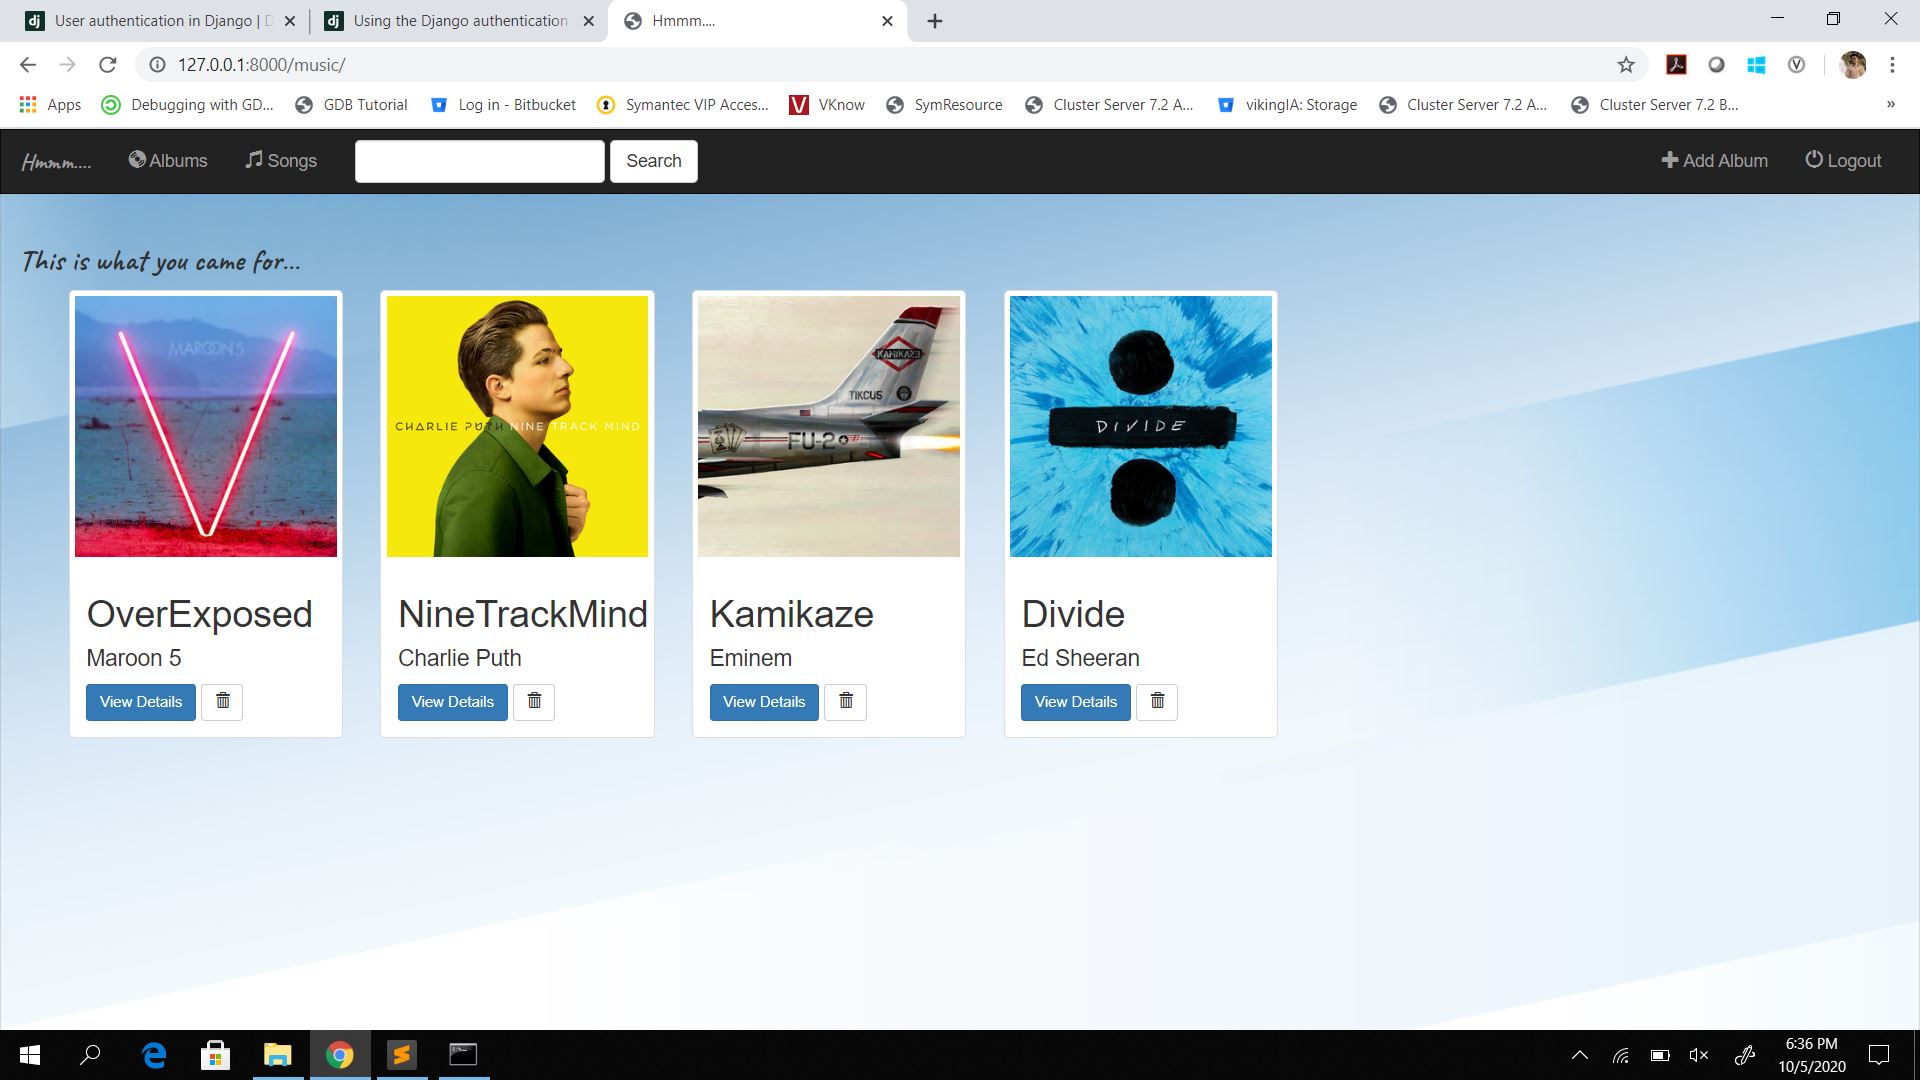 User authentication in Django | D
Using the Django authentication
Hmmm....
127.0.0.1:8000/music/
Apps
Debugging with GD...
GDB Tutorial
Log in - Bitbucket
Symantec VIP Acces...
VKnow
SymResource
Cluster Server 7.2 A...
vikingIA: Storage
Cluster Server 7.2 A...
Cluster Server 7.2 B...
»
Hmmm....
Albums
Songs
Search
Add Album
Logout
This is what you came for...
MAROON 5
CHARLIE PUTH NINE TRACK MIND
KAMIKAZE
TIKCUS
FU-2
DIVIDE
OverExposed
Maroon 5
View Details
NineTrackMind
Charlie Puth
View Details
Kamikaze
Eminem
View Details
Divide
Ed Sheeran
View Details
6:36 PM
10/5/2020